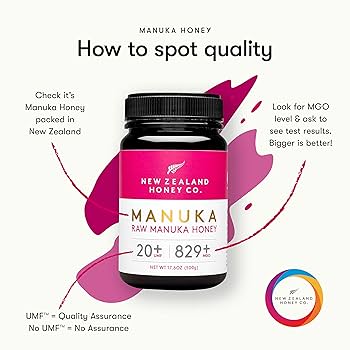 MANUKA HONEY
How to spot quality
Check it's
Manuka Honey
packed in
New Zealand
Look for MGO
level & ask to
see test results.
Bigger is better!
NEW ZEALAND
HONEY CO.
MANUKA
RAW MANUKA HONEY
20+ UMF 829+ MGO
NET WT 17.6OZ (500g)
UMF™ = Quality Assurance
No UMF™ = No Assurance
NEW ZEALAND
HONEY CO.